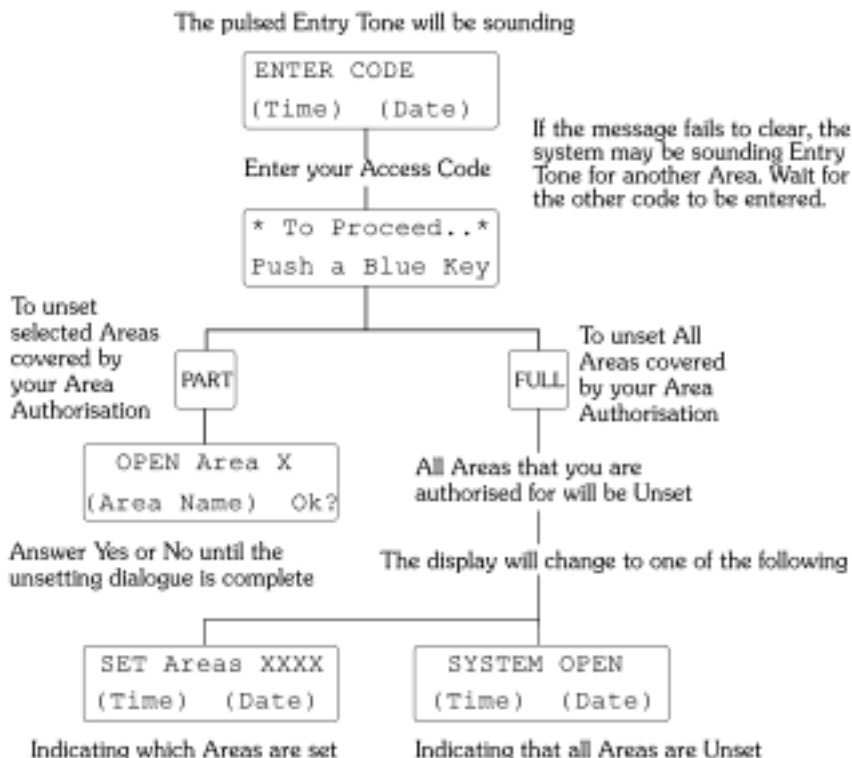 The pulsed Entry Tone will be sounding
ENTER CODE
(Time) (Date)
If the message fails to clear, the
system may be sounding Entry
Tone for another Area. Wait for
the other code to be entered.
Enter your Access Code
* To Proceed..*
Push a Blue Key
To unset
selected Areas
covered by
your Area
Authorisation
PART
FULL
To unset All
Areas covered
by your Area
Authorisation
OPEN Area X
(Area Name) Ok?
All Areas that you are
authorised for will be Unset
Answer Yes or No until the
unsetting dialogue is complete
The display will change to one of the following
SET Areas XXXX
(Time) (Date)
SYSTEM OPEN
(Time) (Date)
Indicating which Areas are set
Indicating that all Areas are Unset